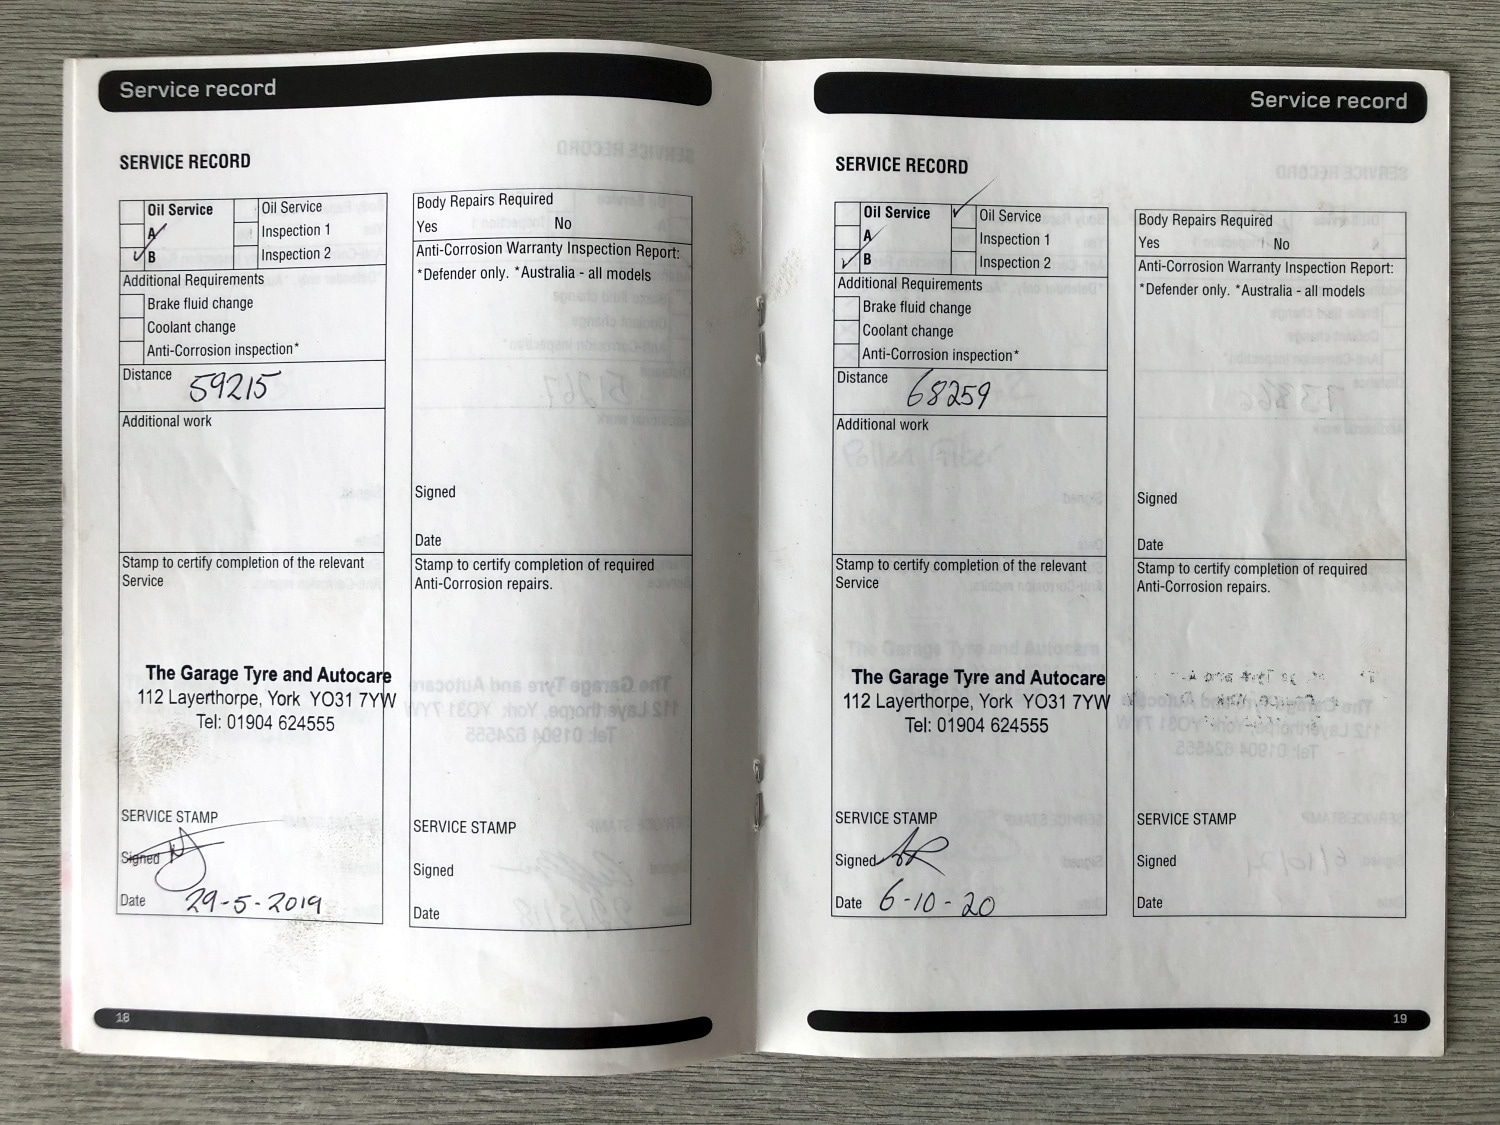 Service record
SERVICE RECORD
Oil Service
A
B
Oil Service
Inspection 1
Inspection 2
Additional Requirements
Brake fluid change
Coolant change
Anti-Corrosion inspection*
Distance 59215
Additional work
Stamp to certify completion of the relevant
Service
The Garage Tyre and Autocare
112 Layerthorpe, York YO31 7YW
Tel: 01904 624555
SERVICE STAMP
Signed
Date 29-5-2019
Body Repairs Required
Yes No
Anti-Corrosion Warranty Inspection Report:
*Defender only. *Australia - all models
Signed
Date
Stamp to certify completion of required
Anti-Corrosion repairs.
SERVICE STAMP
Signed
Date
18
Service record
SERVICE RECORD
Oil Service
A
B
Oil Service
Inspection 1
Inspection 2
Additional Requirements
Brake fluid change
Coolant change
Anti-Corrosion inspection*
Distance 68259
Additional work
Stamp to certify completion of the relevant
Service
The Garage Tyre and Autocare
112 Layerthorpe, York YO31 7YW
Tel: 01904 624555
SERVICE STAMP
Signed
Date 6-10-20
Body Repairs Required
Yes No
Anti-Corrosion Warranty Inspection Report:
*Defender only. *Australia - all models
Signed
Date
Stamp to certify completion of required
Anti-Corrosion repairs.
SERVICE STAMP
Signed
Date
19